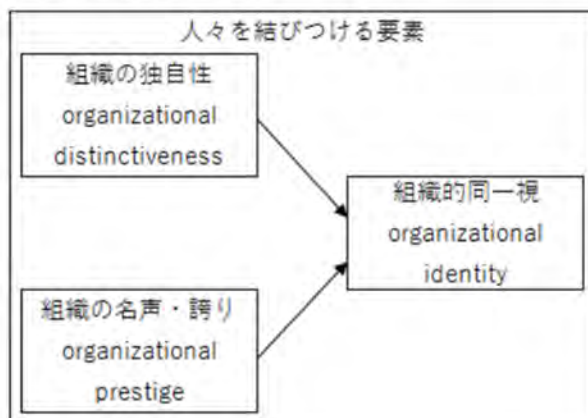 人々を結びつける要素
組織の独自性
organizational
distinctiveness
組織的同一視
organizational
identity
組織の名声・誇り
organizational
prestige